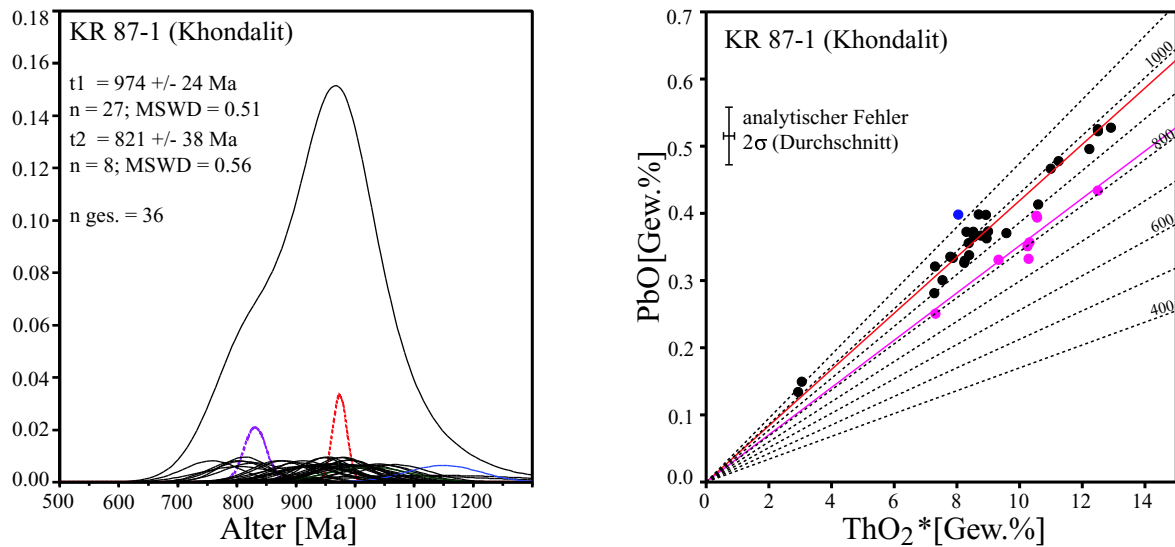 KR 87-1 (Khondalit)
t1 = 974 +/- 24 Ma
n = 27; MSWD = 0.51
t2 = 821 +/- 38 Ma
n = 8; MSWD = 0.56
n ges. = 36
0.18
0.16
0.14
0.12
0.10
0.08
0.06
0.04
0.02
0.00
500 600 700 800 900 1000 1100 1200
Alter [Ma]
KR 87-1 (Khondalit)
analytischer Fehler
2σ (Durchschnitt)
PbO[Gew.%]
0.7
0.6
0.5
0.4
0.3
0.2
0.1
0.0
1000
800
600
400
0 2 4 6 8 10 12 14
ThO2*[Gew.%]